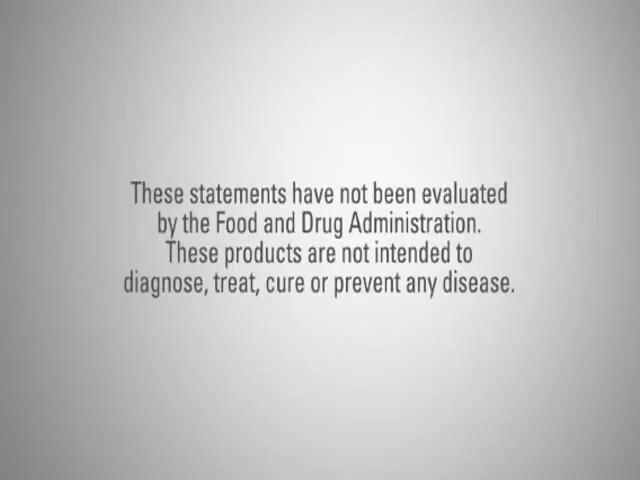 These statements have not been evaluated
by the Food and Drug Administration.
These products are not intended to
diagnose, treat, cure or prevent any disease.